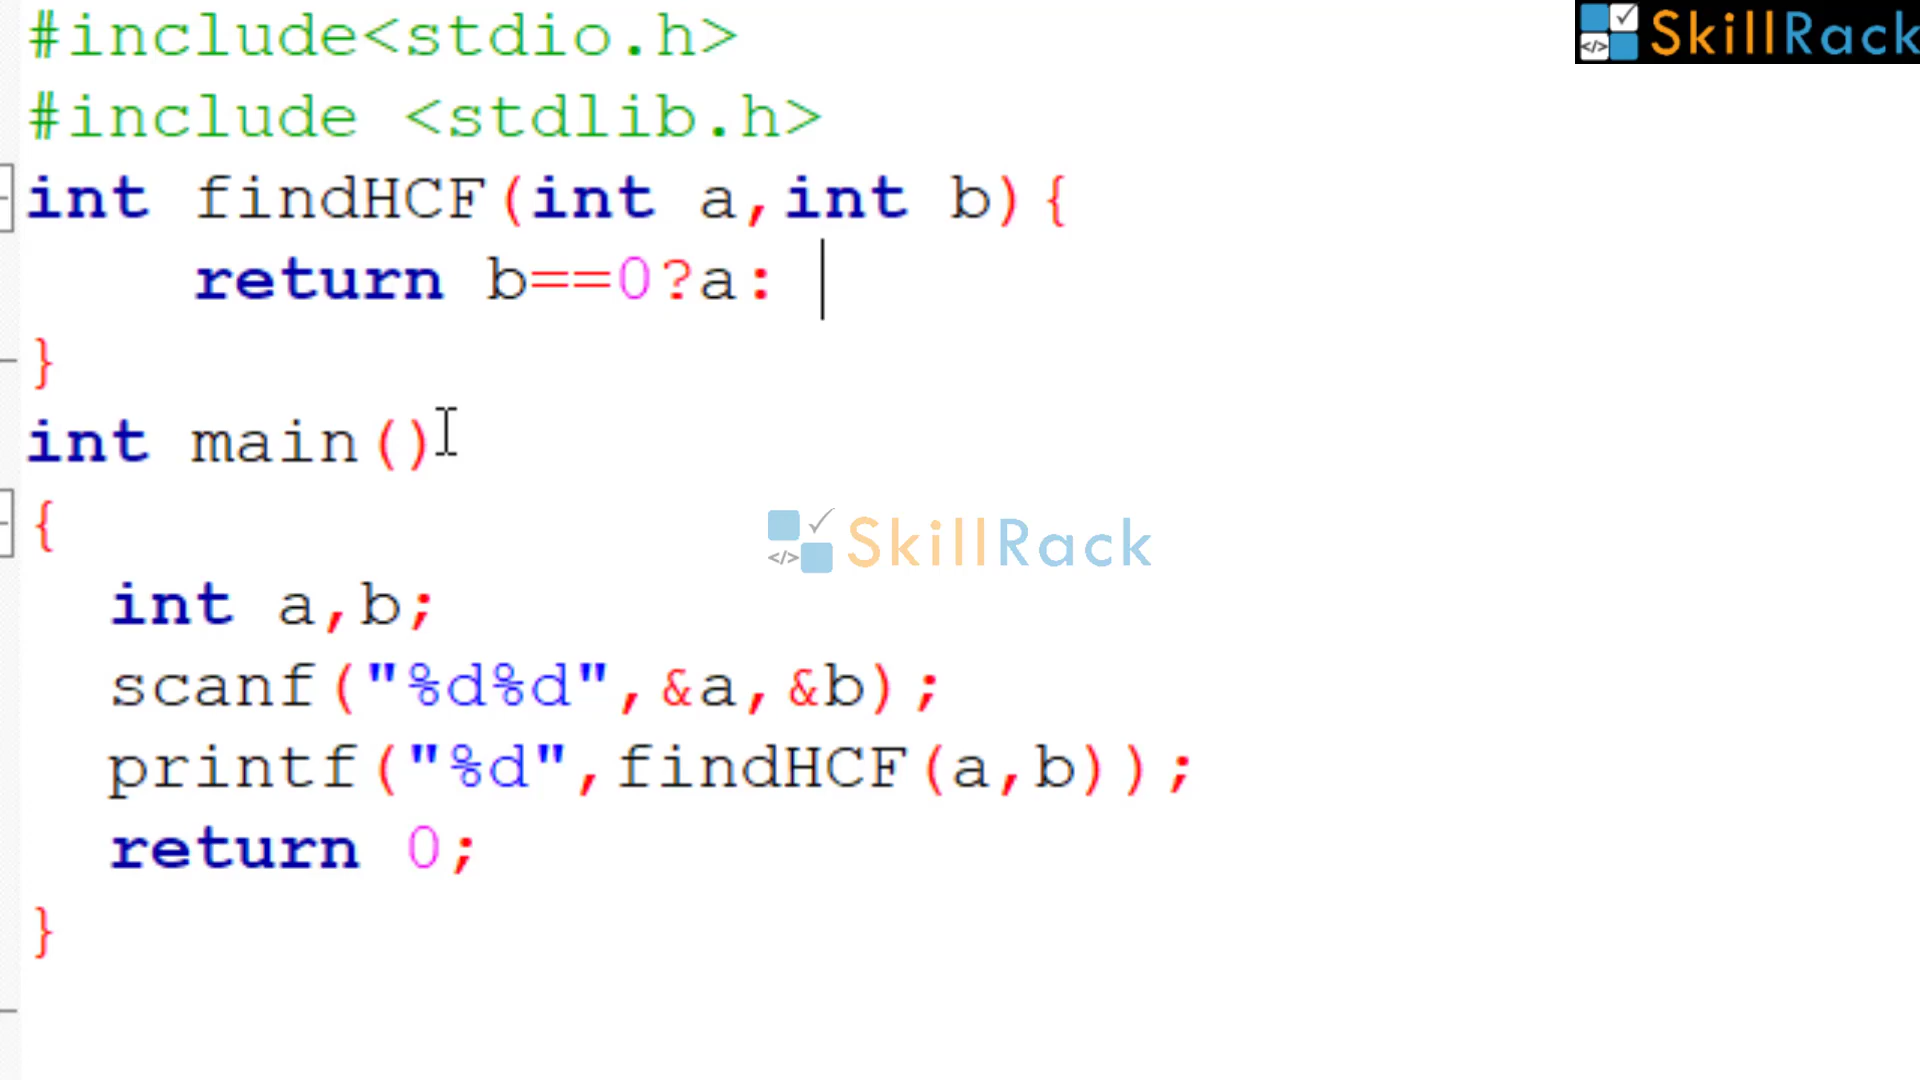 #include<stdio.h>
SkillRack
#include <stdlib.h>
int findHCF(int a,int b){
return b==0?a:
}
int main()
{
</> SkillRack
int a,b;
scanf("%d%d",&a,&b);
printf("%d",findHCF(a,b));
return 0;
}